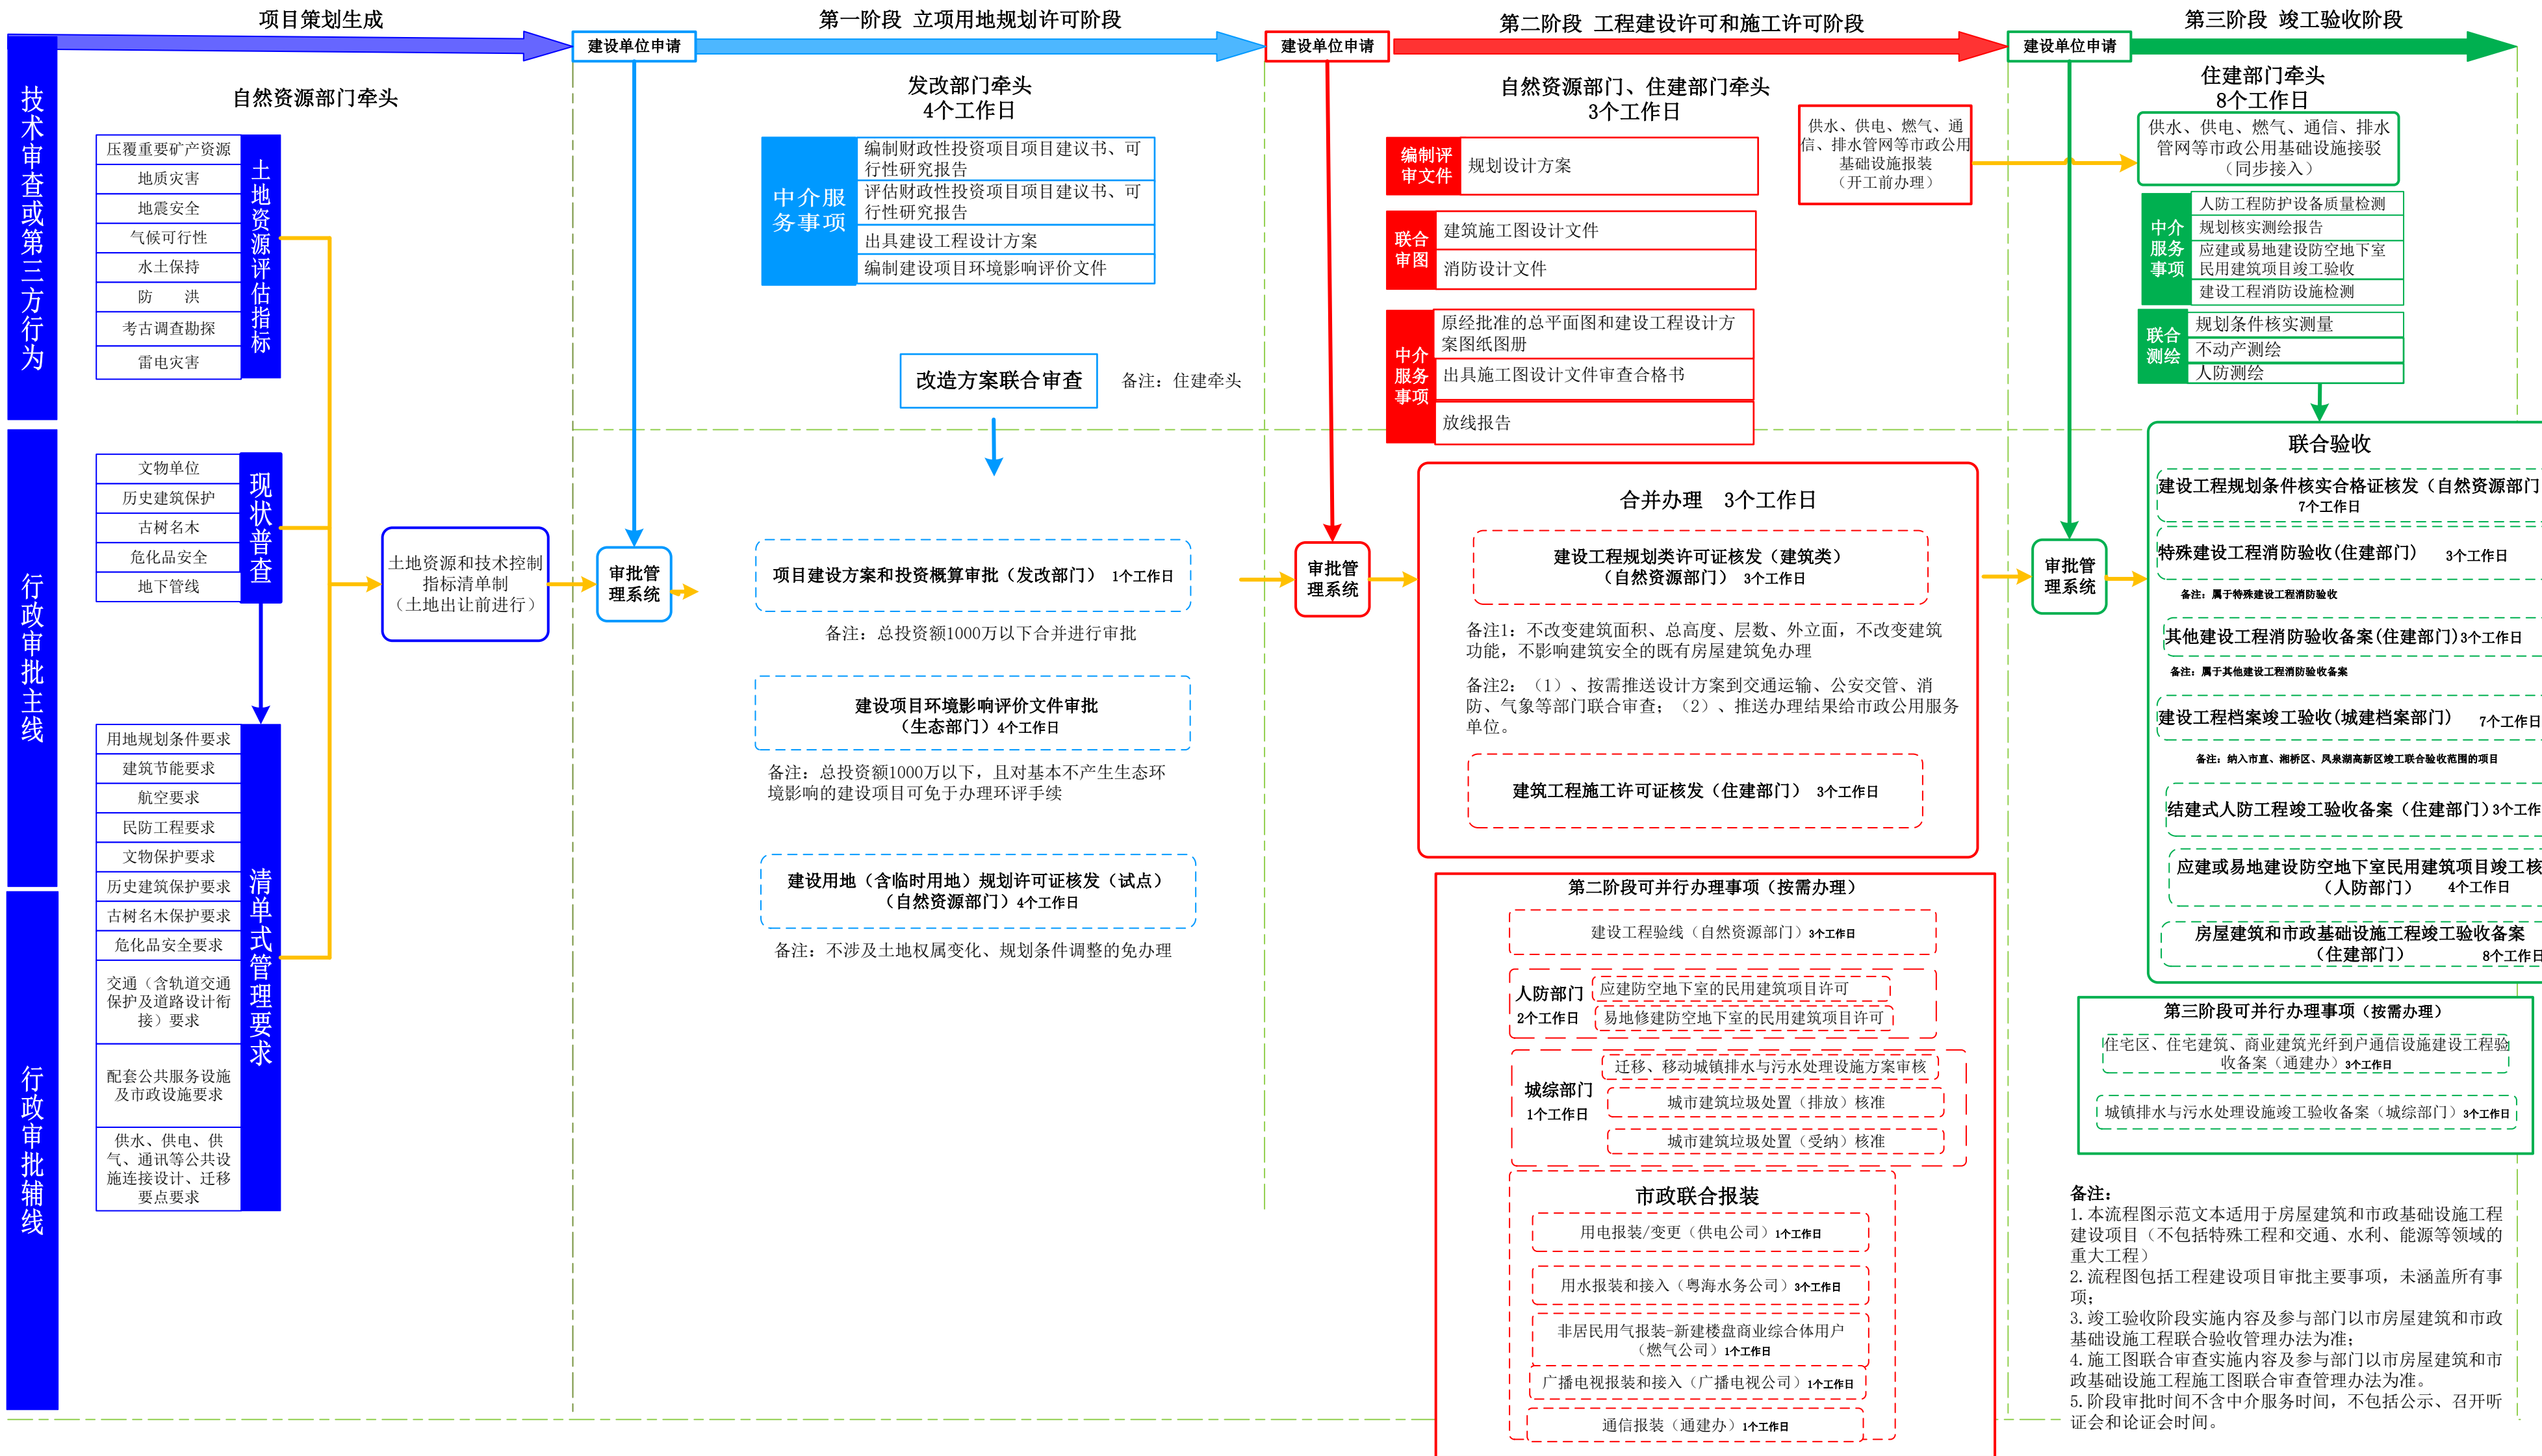 项目策划生成
第一阶段 立项用地规划许可阶段
第二阶段 工程建设许可和施工许可阶段
第三阶段 竣工验收阶段
建设单位申请
建设单位申请
建设单位申请
技术审查或第三方行为
行政审批主线
行政审批辅线
自然资源部门牵头
压覆重要矿产资源
地质灾害
地震安全
气候可行性
水土保持
防 洪
考古调查勘探
雷电灾害
土地资源评估指标
文物单位
历史建筑保护
古树名木
危化品安全
地下管线
现状普查
用地规划条件要求
建筑节能要求
航空要求
民防工程要求
文物保护要求
历史建筑保护要求
古树名木保护要求
危化品安全要求
交通（含轨道交通
保护及道路设计衔
接）要求
配套公共服务设施
及市政设施要求
供水、供电、供
气、通讯等公共设
施连接设计、迁移
要点要求
清单式管理要求
土地资源和技术控制
指标清单制
（土地出让前进行）
发改部门牵头
4个工作日
中介服
务事项
编制财政性投资项目项目建议书、可
行性研究报告
评估财政性投资项目项目建议书、可
行性研究报告
出具建设工程设计方案
编制建设项目环境影响评价文件
改造方案联合审查
备注：住建牵头
审批管
理系统
项目建设方案和投资概算审批（发改部门） 1个工作日
备注：总投资额1000万以下合并进行审批
建设项目环境影响评价文件审批
（生态部门）4个工作日
备注：总投资额1000万以下，且对基本不产生生态环
境影响的建设项目可免于办理环评手续
建设用地（含临时用地）规划许可证核发（试点）
（自然资源部门）4个工作日
备注：不涉及土地权属变化、规划条件调整的免办理
自然资源部门、住建部门牵头
3个工作日
编制评
审文件
规划设计方案
联合
审图
建筑施工图设计文件
消防设计文件
中介
服务
事项
原经批准的总平面图和建设工程设计方
案图纸图册
出具施工图设计文件审查合格书
放线报告
供水、供电、燃气、通
信、排水管网等市政公用
基础设施报装
（开工前办理）
审批管
理系统
合并办理 3个工作日
建设工程规划类许可证核发（建筑类）
（自然资源部门） 3个工作日
备注1：不改变建筑面积、总高度、层数、外立面，不改变建筑
功能，不影响建筑安全的既有房屋建筑免办理
备注2：（1）、按需推送设计方案到交通运输、公安交管、消
防、气象等部门联合审查；（2）、推送办理结果给市政公用服务
单位。
建筑工程施工许可证核发（住建部门） 3个工作日
第二阶段可并行办理事项（按需办理）
建设工程验线（自然资源部门）3个工作日
人防部门
2个工作日
应建防空地下室的民用建筑项目许可
易地修建防空地下室的民用建筑项目许可
城综部门
1个工作日
迁移、移动城镇排水与污水处理设施方案审核
城市建筑垃圾处置（排放）核准
城市建筑垃圾处置（受纳）核准
市政联合报装
用电报装/变更（供电公司）1个工作日
用水报装和接入（粤海水务公司）3个工作日
非居民用气报装-新建楼盘商业综合体用户
（燃气公司）1个工作日
广播电视报装和接入（广播电视公司）1个工作日
通信报装（通建办）1个工作日
住建部门牵头
8个工作日
供水、供电、燃气、通信、排水
管网等市政公用基础设施接驳
（同步接入）
中介
服务
事项
人防工程防护设备质量检测
规划核实测绘报告
应建或易地建设防空地下室
民用建筑项目竣工验收
建设工程消防设施检测
联合
测绘
规划条件核实测量
不动产测绘
人防测绘
审批管
理系统
联合验收
建设工程规划条件核实合格证核发（自然资源部门
7个工作日
特殊建设工程消防验收(住建部门) 3个工作日
备注：属于特殊建设工程消防验收
其他建设工程消防验收备案(住建部门)3个工作日
备注：属于其他建设工程消防验收备案
建设工程档案竣工验收(城建档案部门) 7个工作日
备注：纳入市直、湘桥区、凤泉湖高新区竣工联合验收范围的项目
结建式人防工程竣工验收备案（住建部门）3个工作
应建或易地建设防空地下室民用建筑项目竣工核
（人防部门） 4个工作日
房屋建筑和市政基础设施工程竣工验收备案
（住建部门） 8个工作日
第三阶段可并行办理事项（按需办理）
住宅区、住宅建筑、商业建筑光纤到户通信设施建设工程验
收备案（通建办）3个工作日
城镇排水与污水处理设施竣工验收备案（城综部门）3个工作日
备注：
1.本流程图示范文本适用于房屋建筑和市政基础设施工程
建设项目（不包括特殊工程和交通、水利、能源等领域的
重大工程）
2.流程图包括工程建设项目审批主要事项，未涵盖所有事
项；
3.竣工验收阶段实施内容及参与部门以市房屋建筑和市政
基础设施工程联合验收管理办法为准；
4.施工图联合审查实施内容及参与部门以市房屋建筑和市
政基础设施工程施工图联合审查管理办法为准。
5.阶段审批时间不含中介服务时间，不包括公示、召开听
证会和论证会时间。